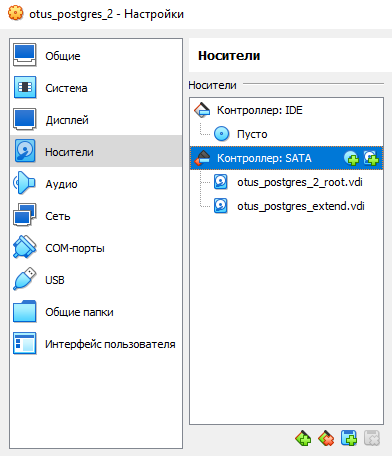 otus_postgres_2 - Настройки
Общие
Система
Дисплей
Носители
Аудио
Сеть
COM-порты
USB
Общие папки
Интерфейс пользователя
Носители
Носители
Контроллер: IDE
Пусто
Контроллер: SATA
otus_postgres_2_root.vdi
otus_postgres_extend.vdi